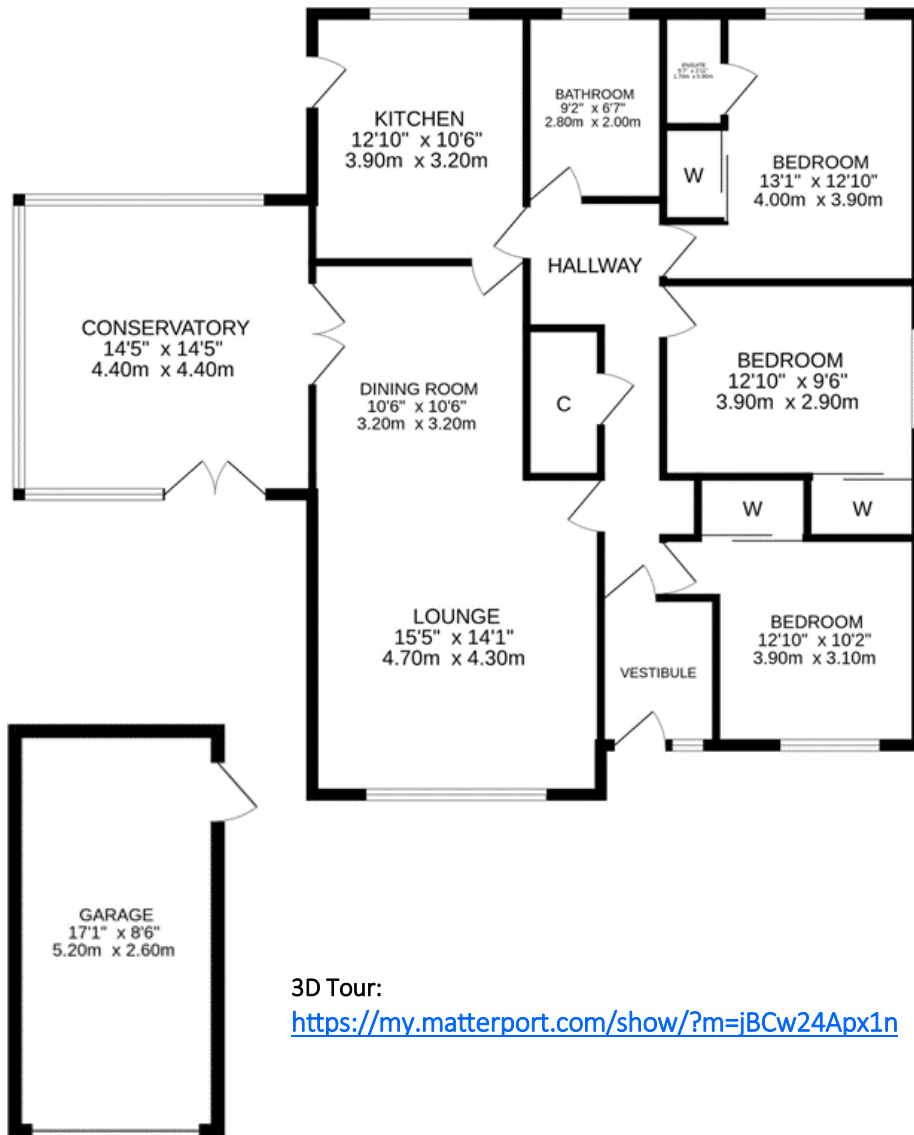 KITCHEN
12'10" x 10'6"
3.90m x 3.20m
BATHROOM
9'2" x 6'7"
2.80m x 2.00m
ENSUITE
W
BEDROOM
13'1" x 12'10"
4.00m x 3.90m
HALLWAY
CONSERVATORY
14'5" x 14'5"
4.40m x 4.40m
DINING ROOM
10'6" x 10'6"
3.20m x 3.20m
C
BEDROOM
12'10" x 9'6"
3.90m x 2.90m
W
W
LOUNGE
15'5" x 14'1"
4.70m x 4.30m
VESTIBULE
BEDROOM
12'10" x 10'2"
3.90m x 3.10m
GARAGE
17'1" x 8'6"
5.20m x 2.60m
3D Tour:
https://my.matterport.com/show/?m=jBCw24Apx1n